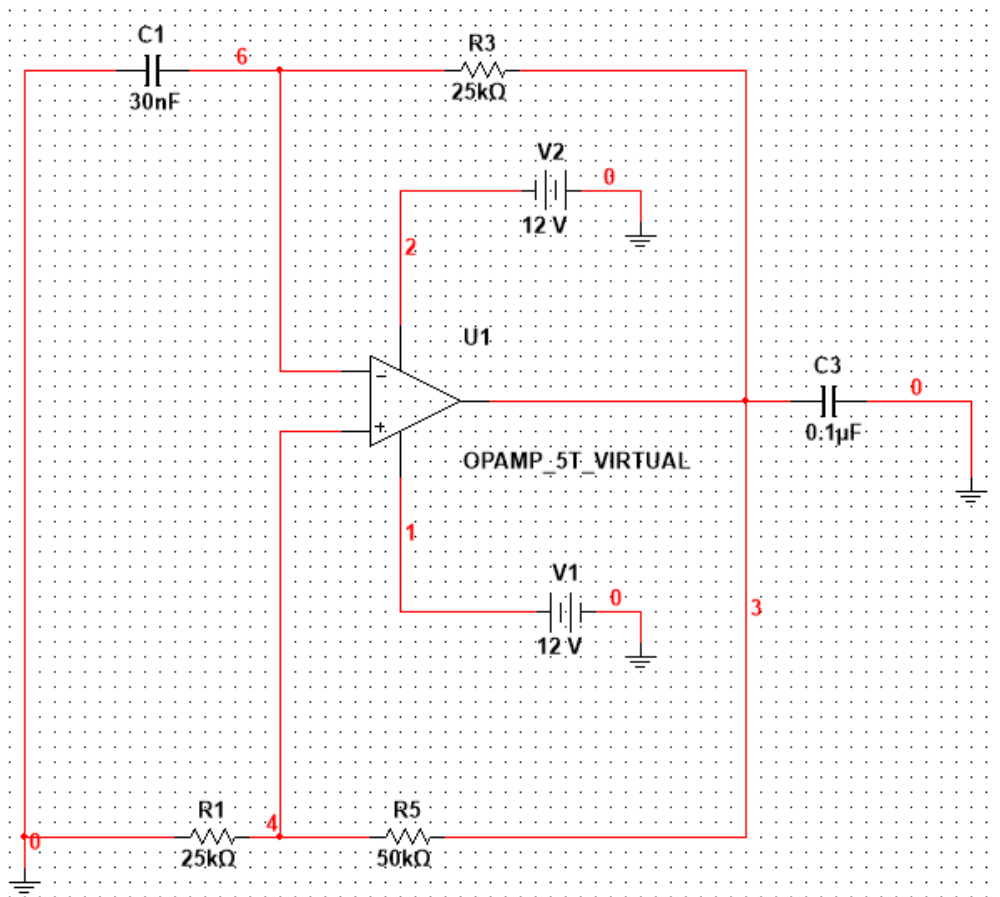 C1
6
R3
30nF
25kΩ
V2
0
12 V
2
U1
C3
0
0.1µF
OPAMP_5T_VIRTUAL
1
V1
0
3
12 V
R1
4
R5
0
25kΩ
50kΩ